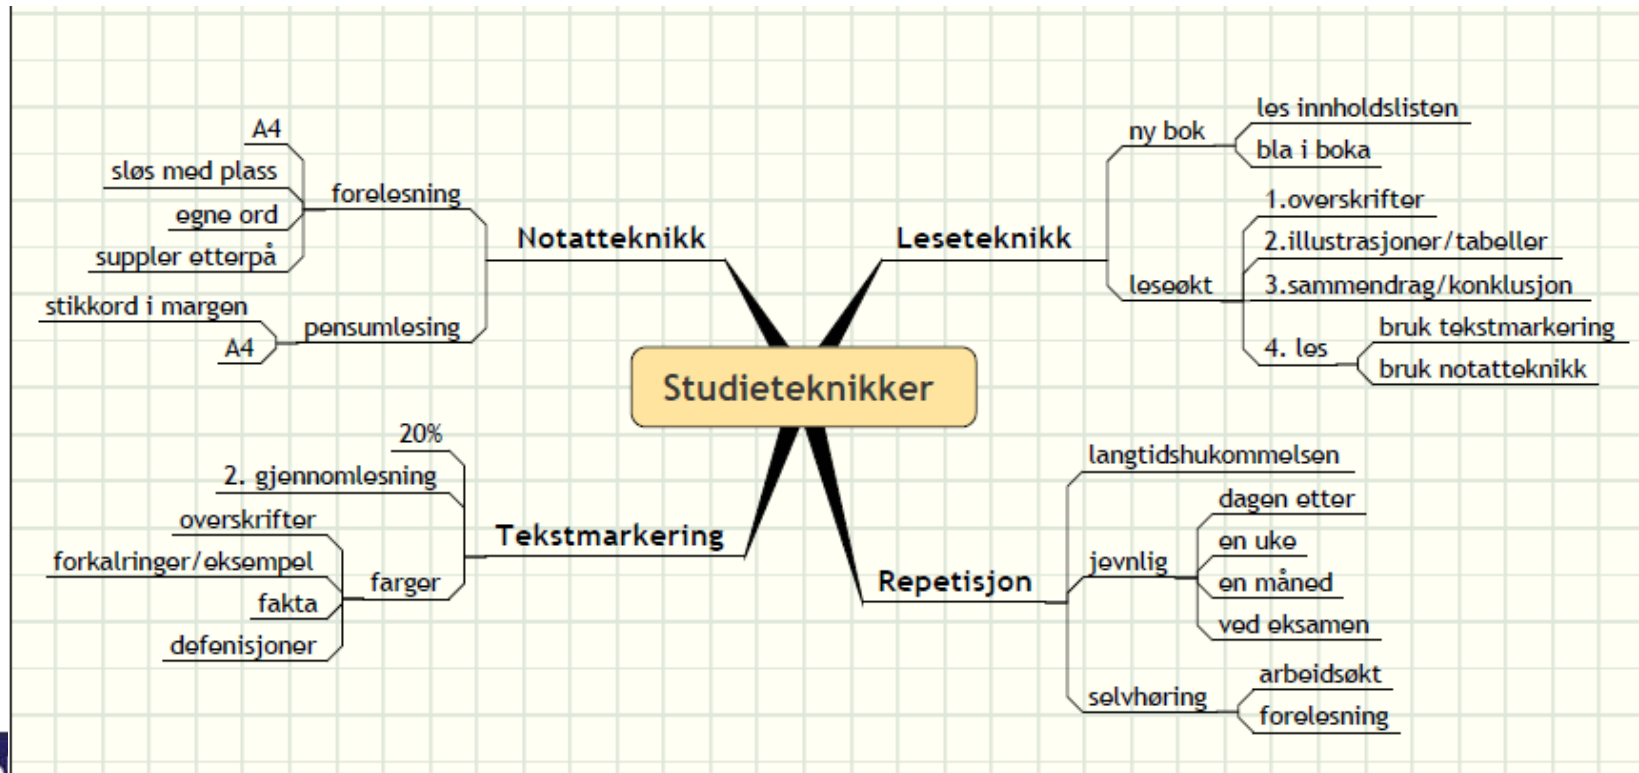 Studieteknikker
Notatteknikk
forelesning
A4
sløs med plass
egne ord
suppler etterpå
pensumlesing
stikkord i margen
A4
Leseteknikk
ny bok
les innholdslisten
bla i boka
leseøkt
1.overskrifter
2.illustrasjoner/tabeller
3.sammendrag/konklusjon
4. les
bruk tekstmarkering
bruk notatteknikk
Tekstmarkering
20%
2. gjennomlesning
farger
overskrifter
forkalringer/eksempel
fakta
defenisjoner
Repetisjon
langtidshukommelsen
jevnlig
dagen etter
en uke
en måned
ved eksamen
selvhøring
arbeidsøkt
forelesning